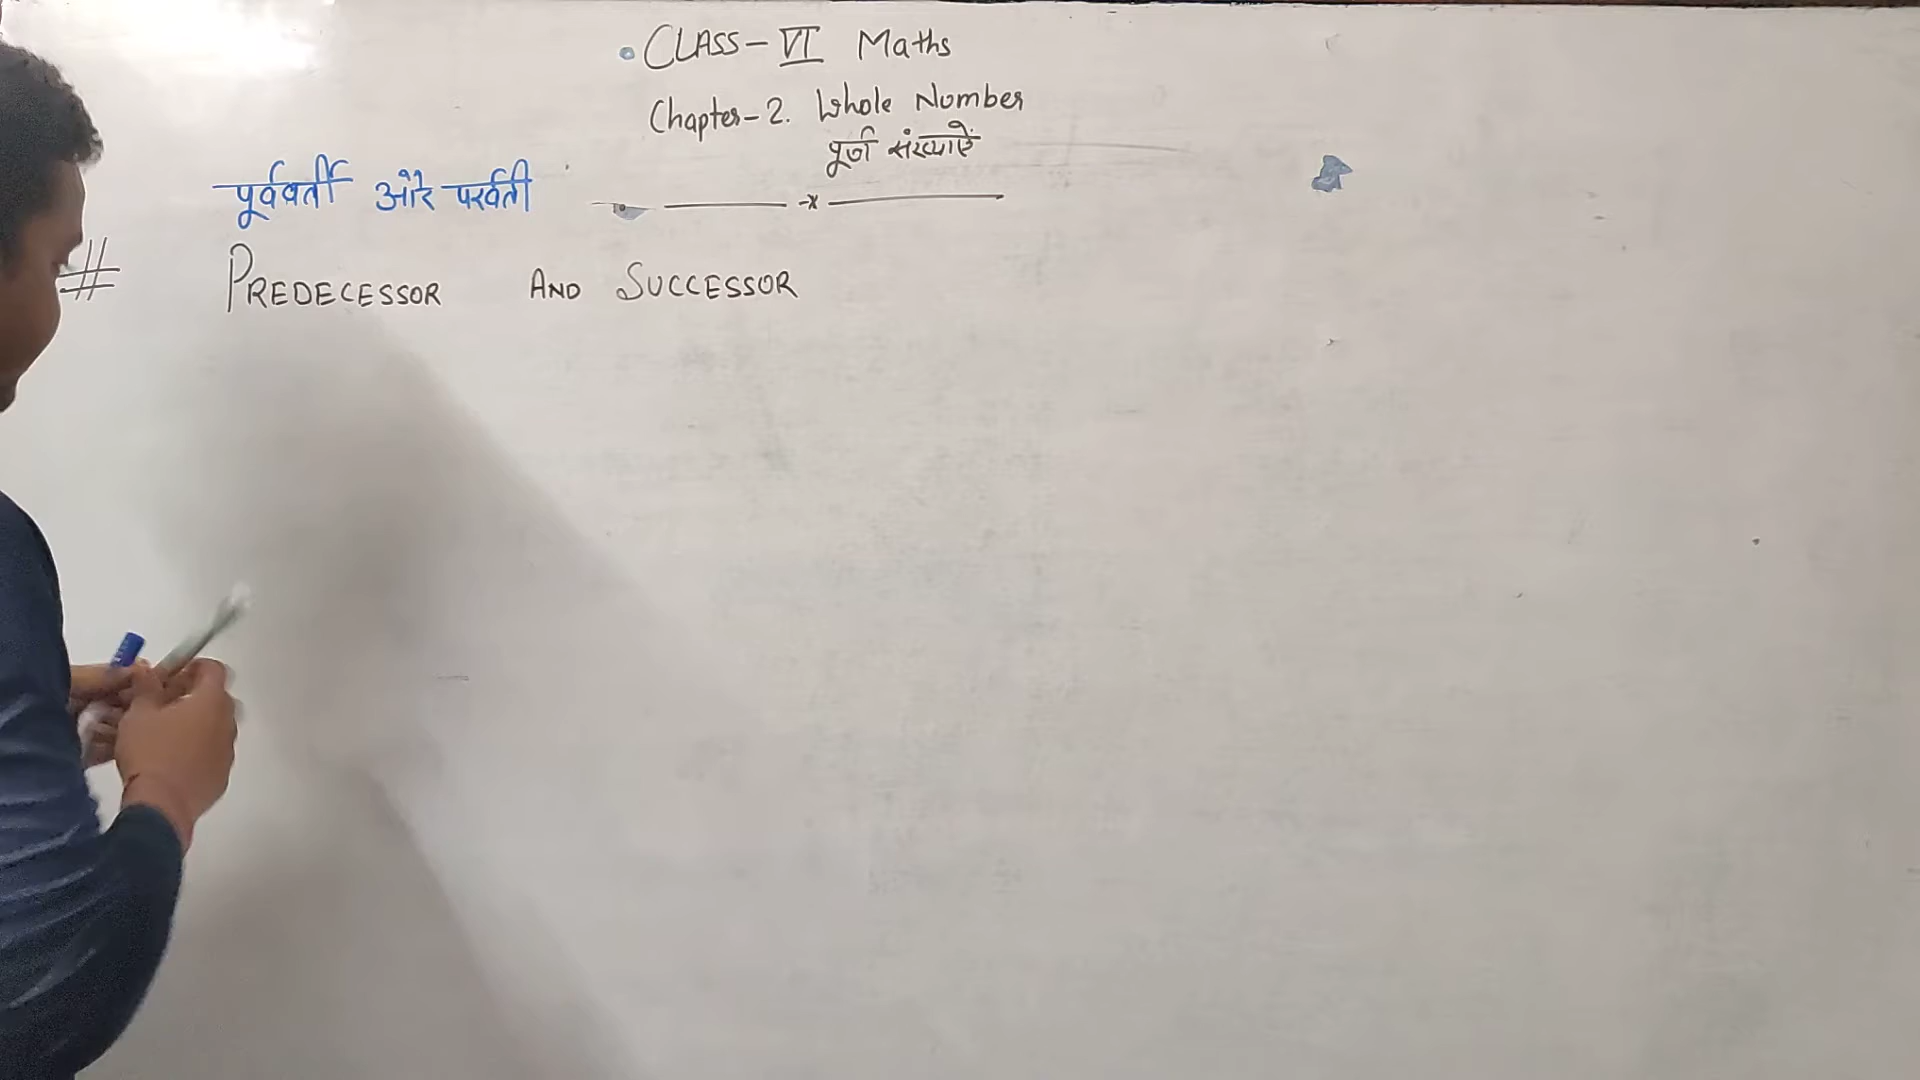 CLASS-VI Maths
Chapter-2. Whole Number
पूर्ण संख्याऐं
पूर्ववर्ती और परवर्ती
# PREDECESSOR AND SUCCESSOR